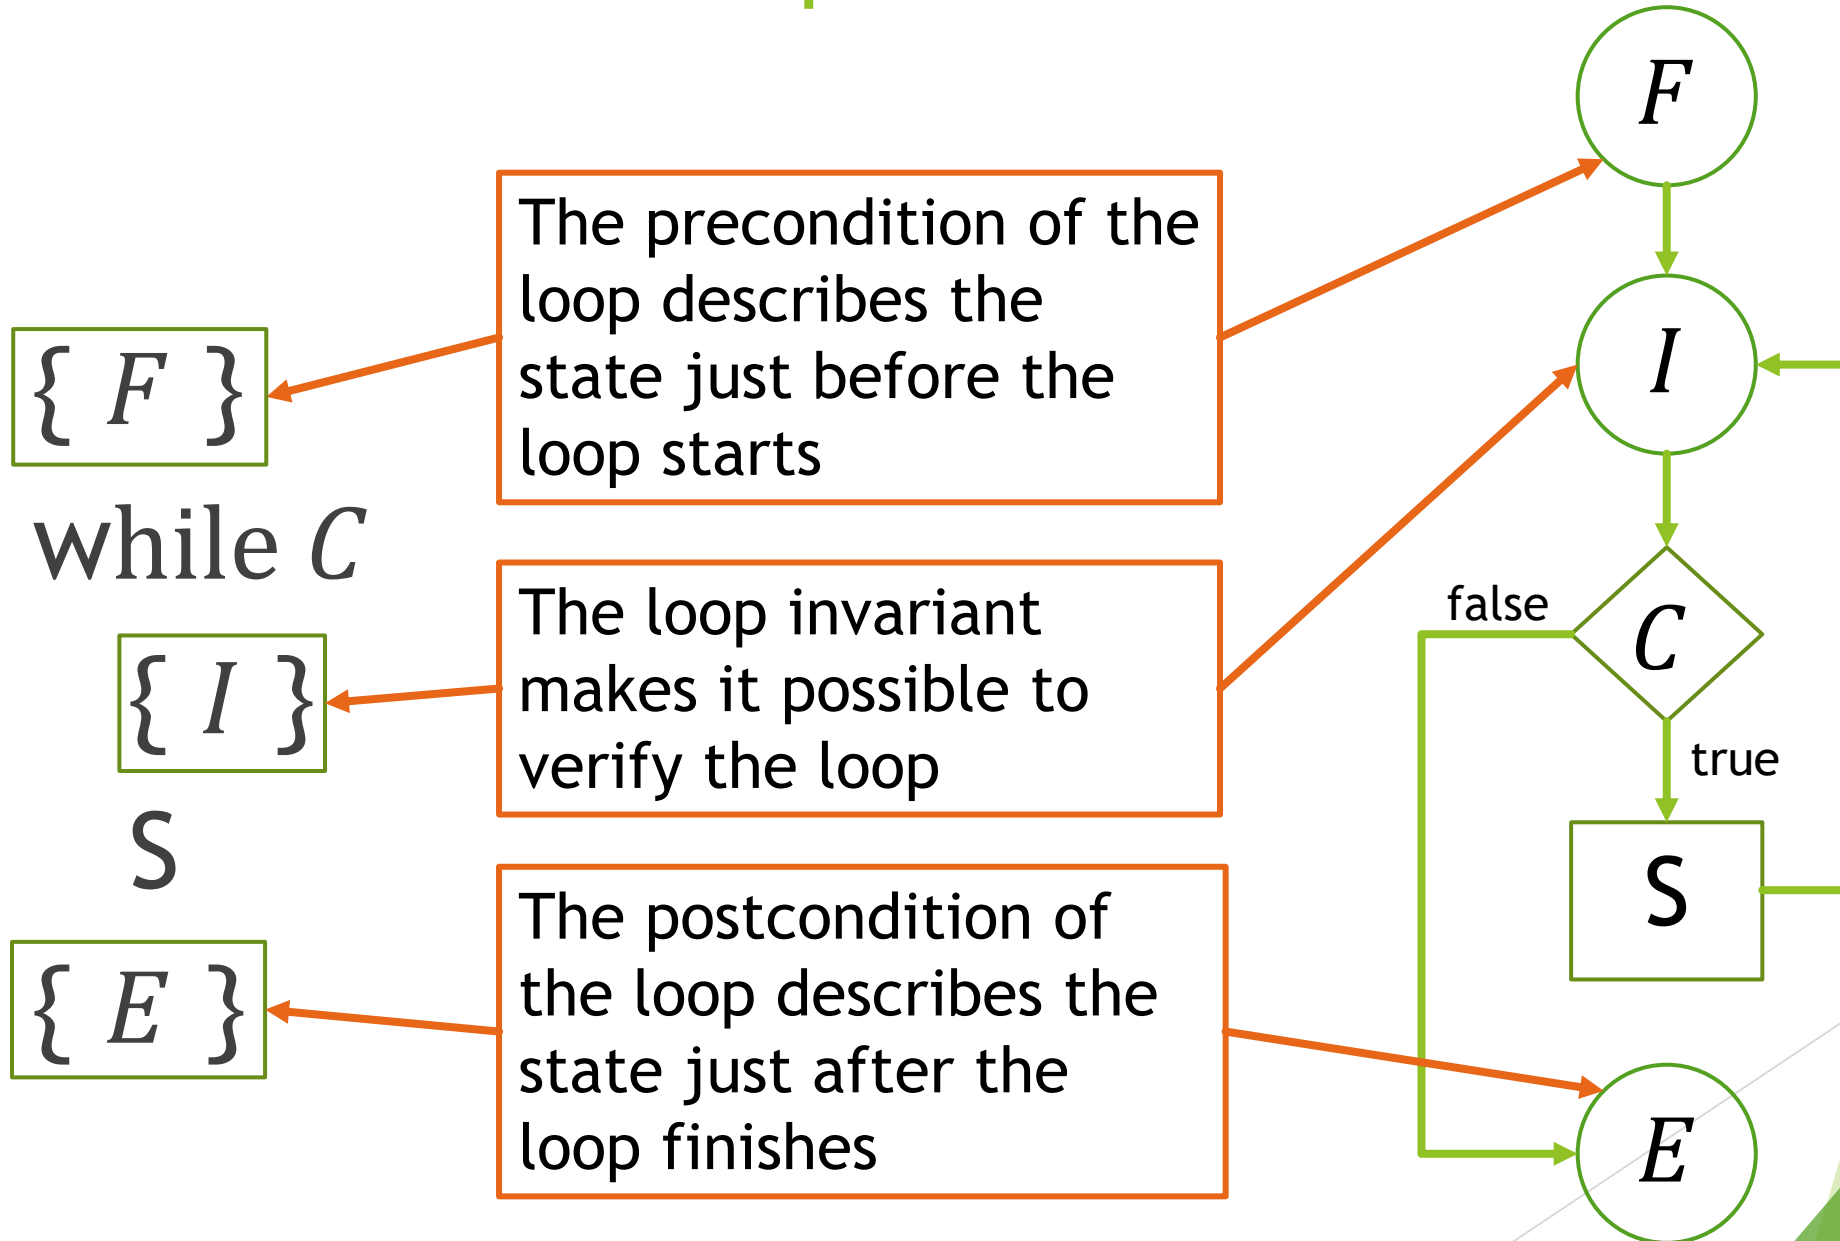 { F }
while C
{ I }
S
{ E }
The precondition of the
loop describes the
state just before the
loop starts
The loop invariant
makes it possible to
verify the loop
The postcondition of
the loop describes the
state just after the
loop finishes
F
I
false
C
true
S
E